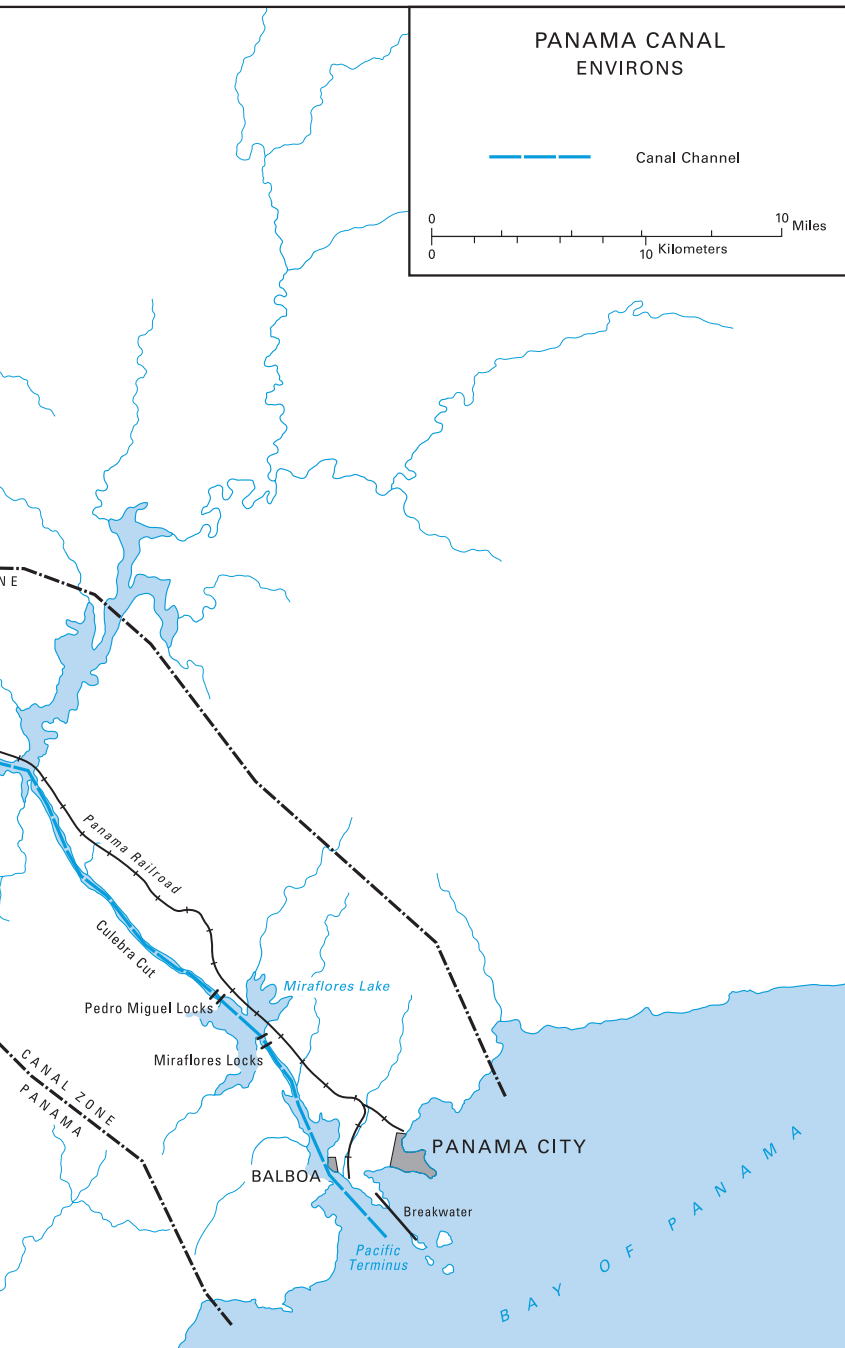 PANAMA CANAL
ENVIRONS
Canal Channel
0 10 Miles
0 10 Kilometers
NE
Panama Railroad
Culebra Cut
Miraflores Lake
Pedro Miguel Locks
Miraflores Locks
CANAL ZONE
PANAMA
PANAMA CITY
BALBOA
Breakwater
Pacific
Terminus
BAY OF PANAMA